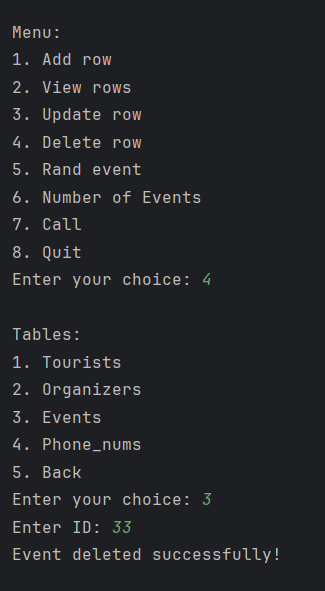 Menu:
1. Add row
2. View rows
3. Update row
4. Delete row
5. Rand event
6. Number of Events
7. Call
8. Quit
Enter your choice: 4
Tables:
1. Tourists
2. Organizers
3. Events
4. Phone_nums
5. Back
Enter your choice: 3
Enter ID: 33
Event deleted successfully!